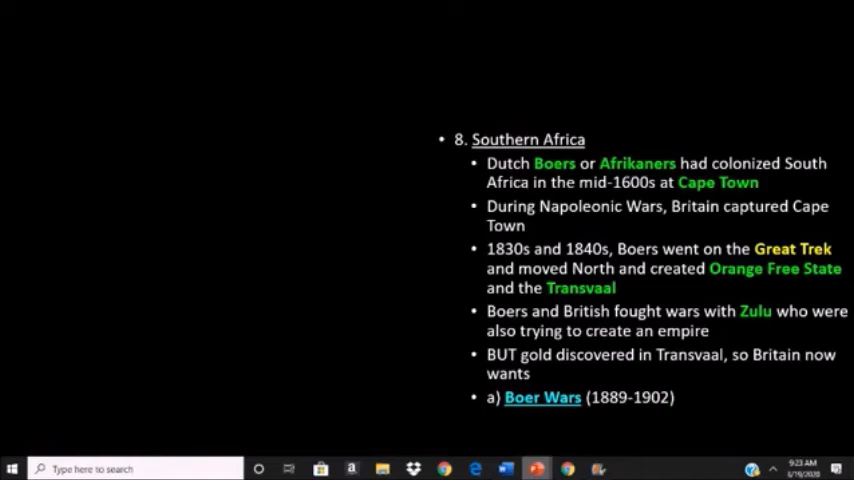 • 8. Southern Africa
• Dutch Boers or Afrikaners had colonized South
Africa in the mid-1600s at Cape Town
• During Napoleonic Wars, Britain captured Cape
Town
• 1830s and 1840s, Boers went on the Great Trek
and moved North and created Orange Free State
and the Transvaal
• Boers and British fought wars with Zulu who were
also trying to create an empire
• BUT gold discovered in Transvaal, so Britain now
wants
• a) Boer Wars (1889-1902)
Type here to search
9:23 AM